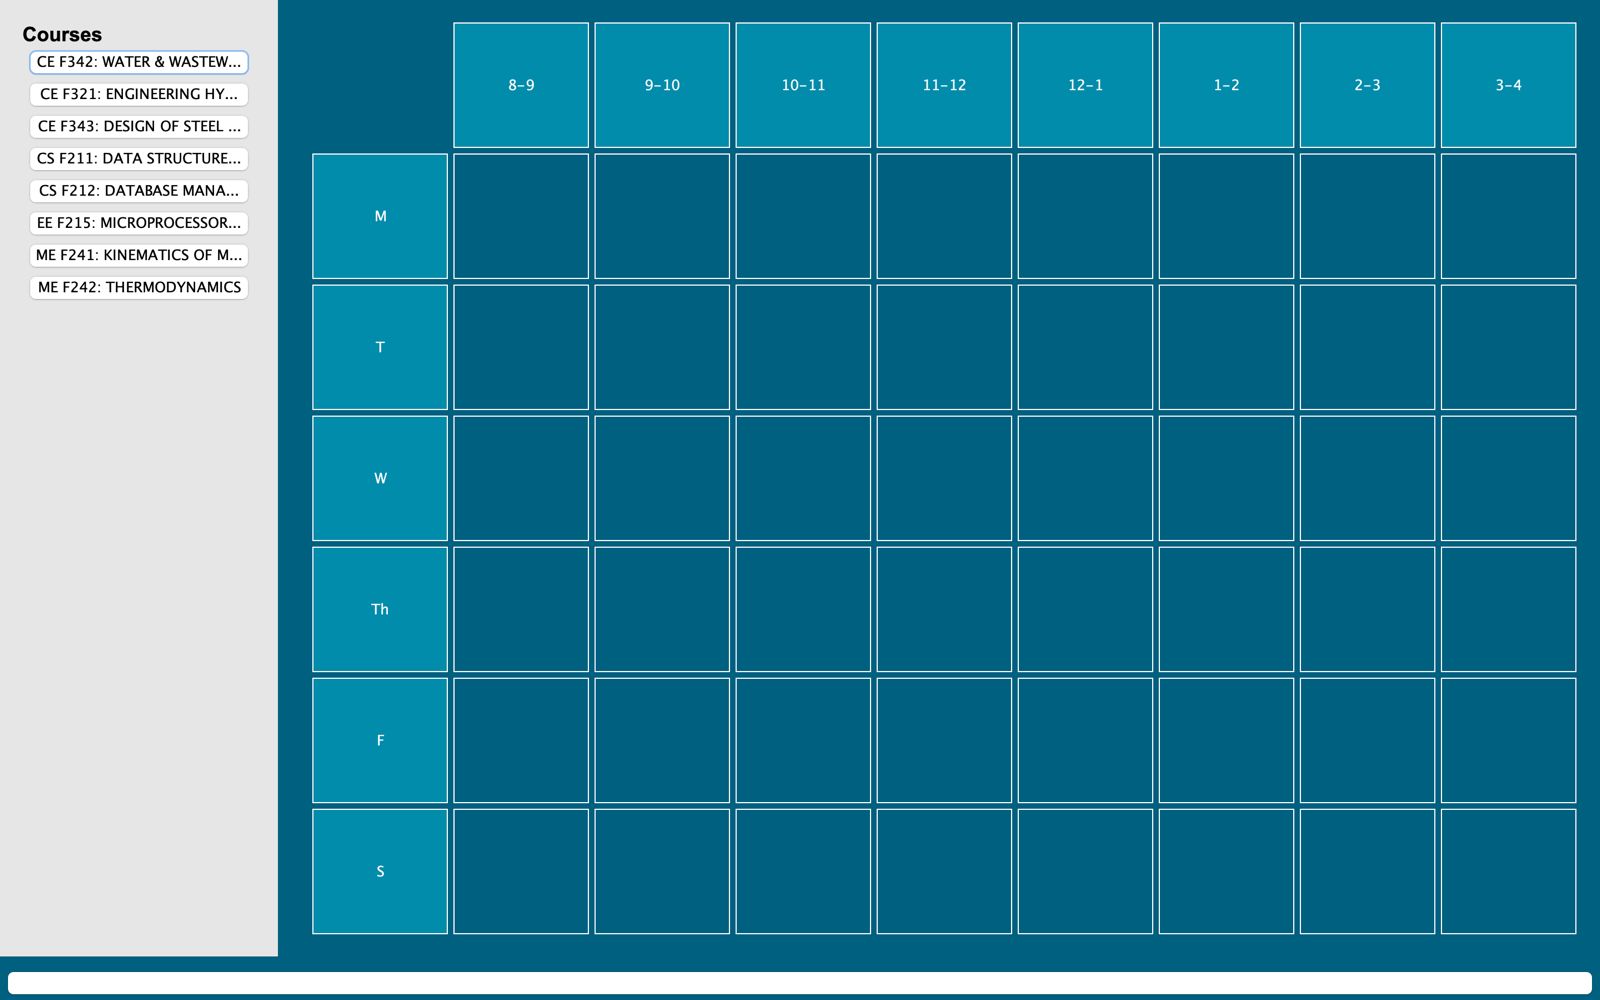 Courses
CE F342: WATER & WASTEW...
CE F321: ENGINEERING HY...
CE F343: DESIGN OF STEEL ...
CS F211: DATA STRUCTURE...
CS F212: DATABASE MANA...
EE F215: MICROPROCESSOR...
ME F241: KINEMATICS OF M...
ME F242: THERMODYNAMICS
8-9 9-10 10-11 11-12 12-1 1-2 2-3 3-4
M
T
W
Th
F
S